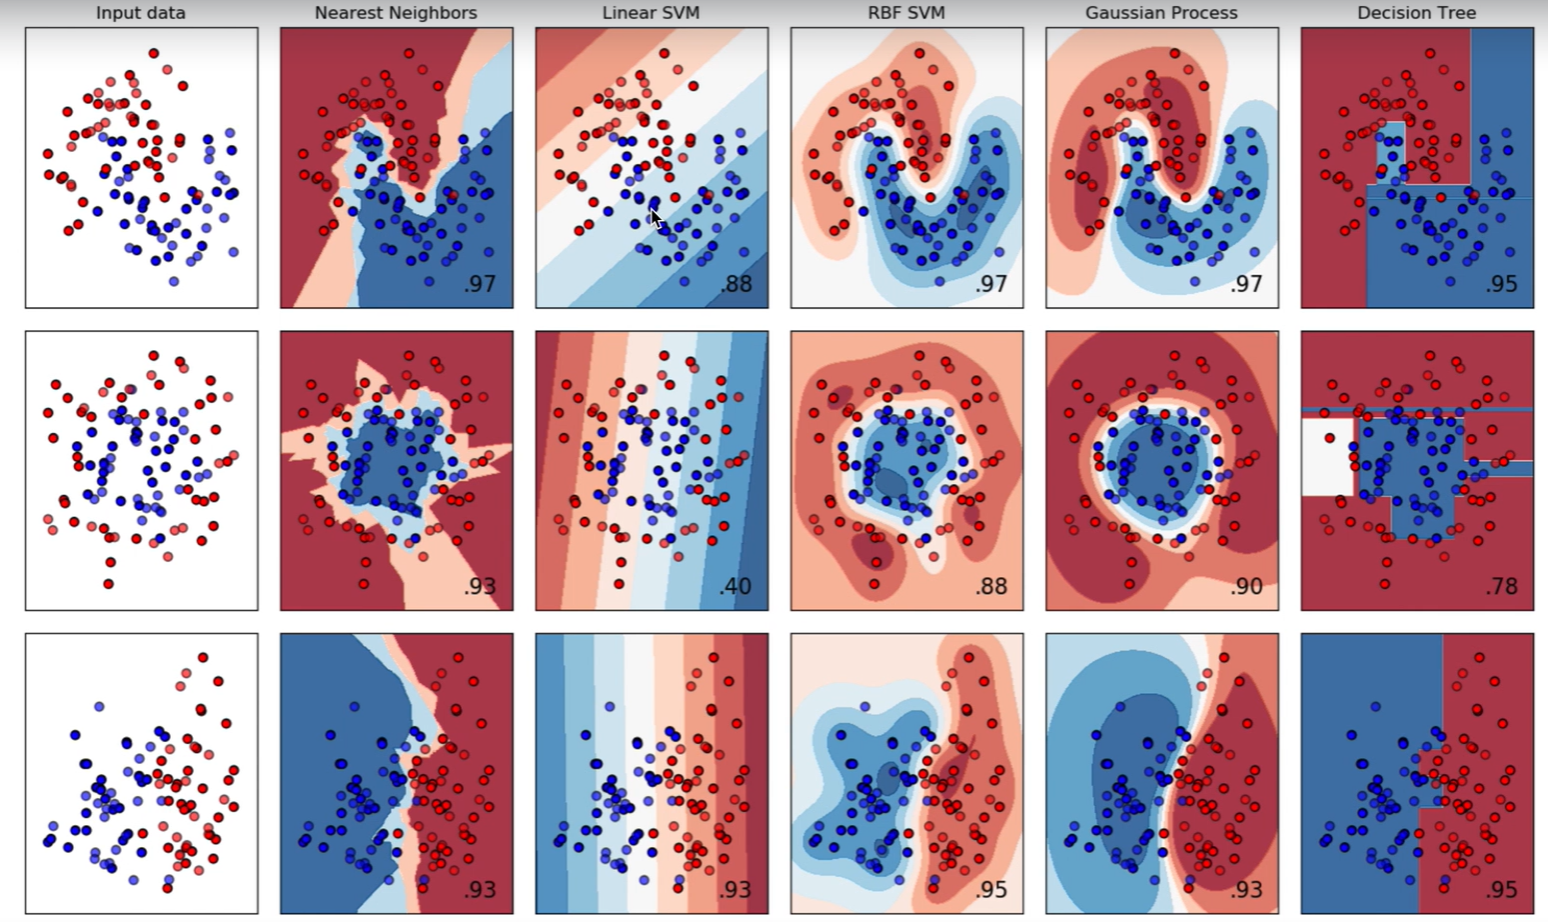 Input data
Nearest Neighbors
Linear SVM
RBF SVM
Gaussian Process
Decision Tree
.97
.88
.97
.97
.95
.93
.40
.88
.90
.78
.93
.93
.95
.93
.95